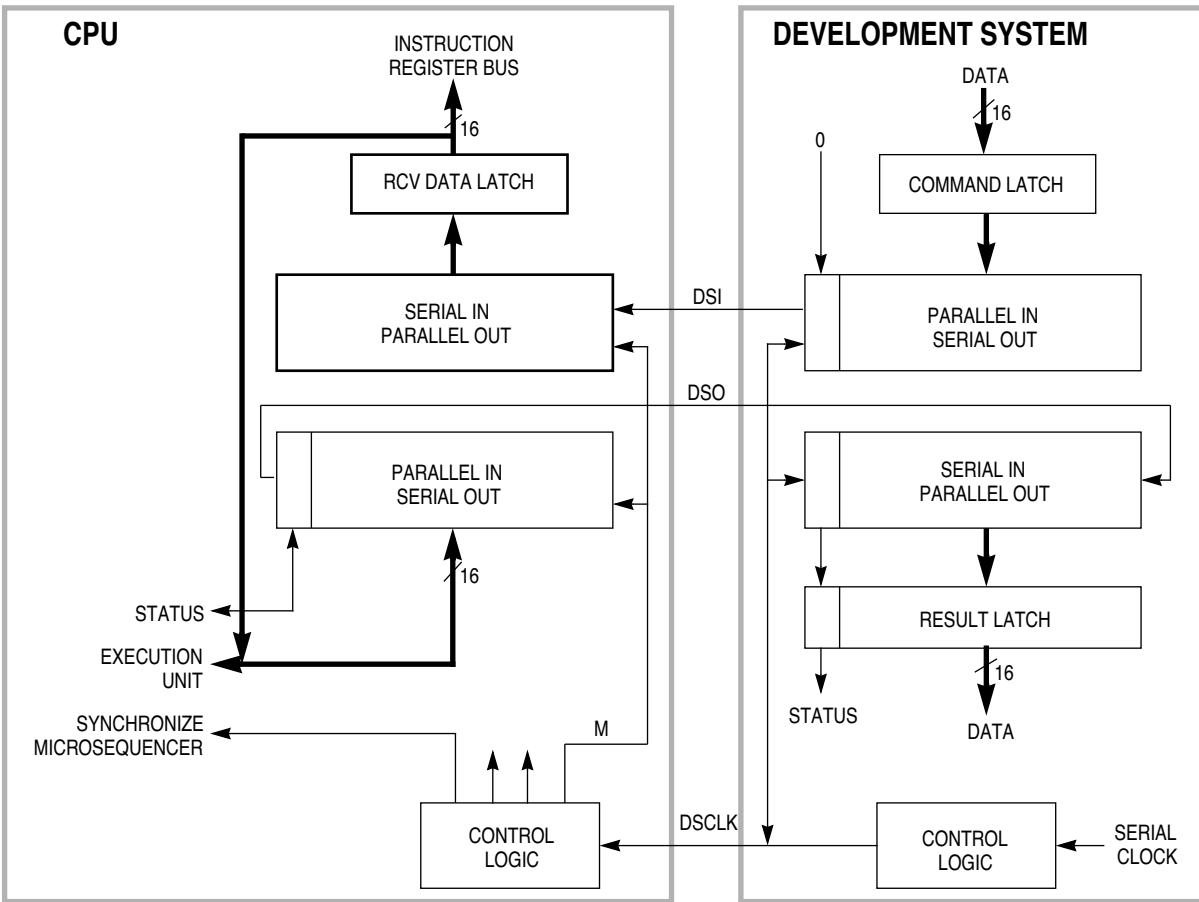 CPU
INSTRUCTION
REGISTER BUS
16
RCV DATA LATCH
SERIAL IN
PARALLEL OUT
PARALLEL IN
SERIAL OUT
16
STATUS
EXECUTION
UNIT
SYNCHRONIZE
MICROSEQUENCER
M
CONTROL
LOGIC
DSI
DSO
DSCLK
DEVELOPMENT SYSTEM
DATA
16
0
COMMAND LATCH
PARALLEL IN
SERIAL OUT
SERIAL IN
PARALLEL OUT
RESULT LATCH
16
STATUS
DATA
CONTROL
LOGIC
SERIAL
CLOCK